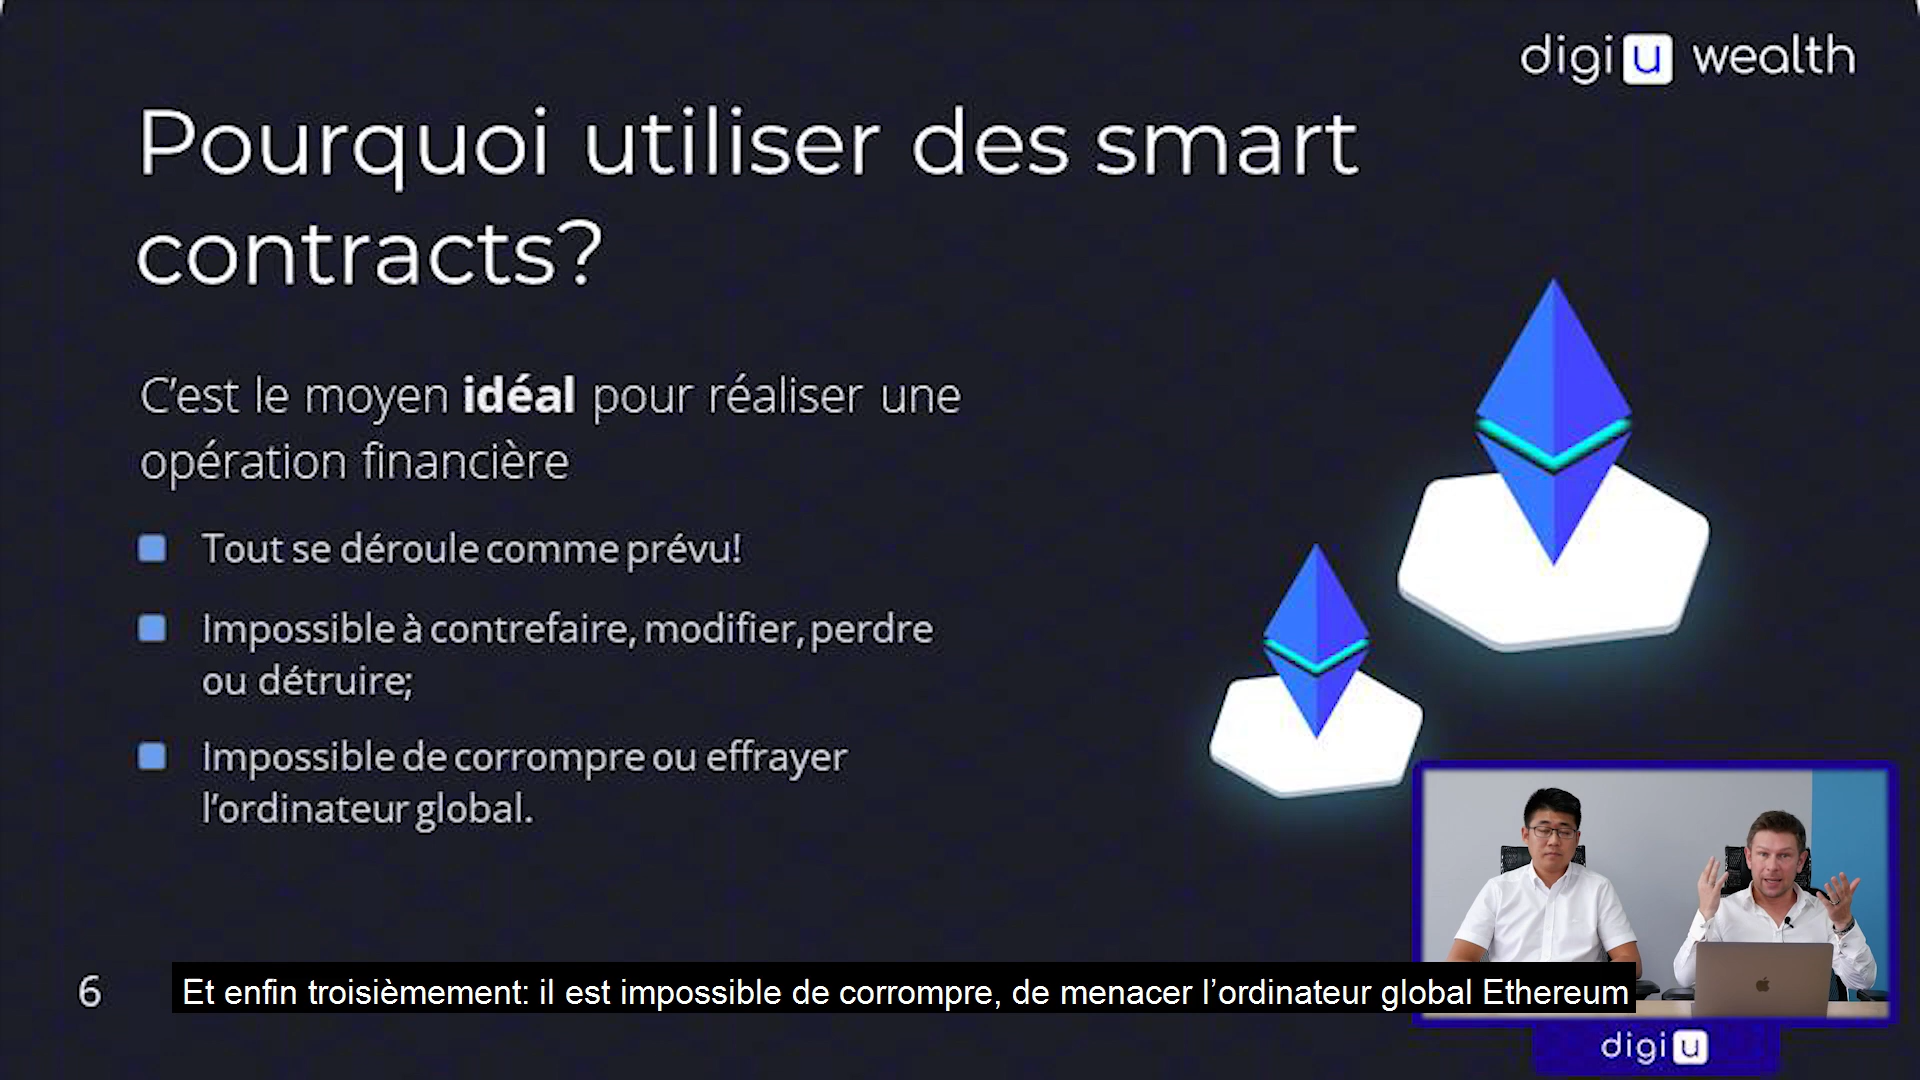 digi u wealth
Pourquoi utiliser des smart
contracts?
C’est le moyen idéal pour réaliser une
opération financière
Tout se déroule comme prévu!
Impossible à contrefaire, modifier, perdre
ou détruire;
Impossible de corrompre ou effrayer
l’ordinateur global.
6
Et enfin troisièmement: il est impossible de corrompre, de menacer l’ordinateur global Ethereum
digi u